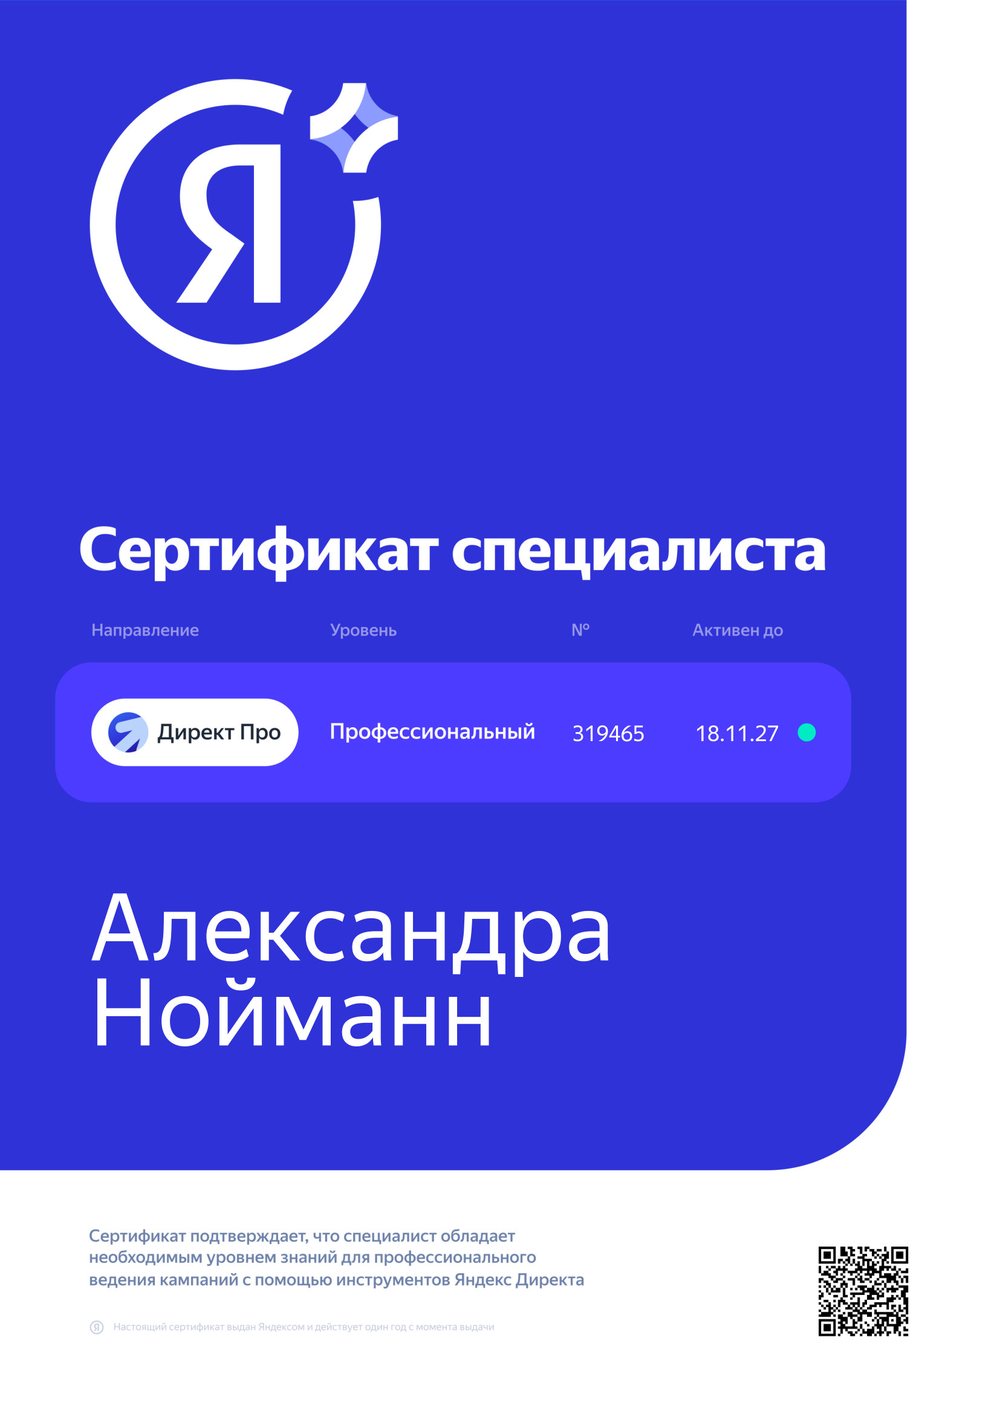 Я
Сертификат специалиста
Направление Уровень № Активен до
Директ Про Профессиональный 319465 18.11.27
Александра
Нойманн
Сертификат подтверждает, что специалист обладает
необходимым уровнем знаний для профессионального
ведения кампаний с помощью инструментов Яндекс Директа
Я Настоящий сертификат выдан Яндексом и действует один год с момента выдачи